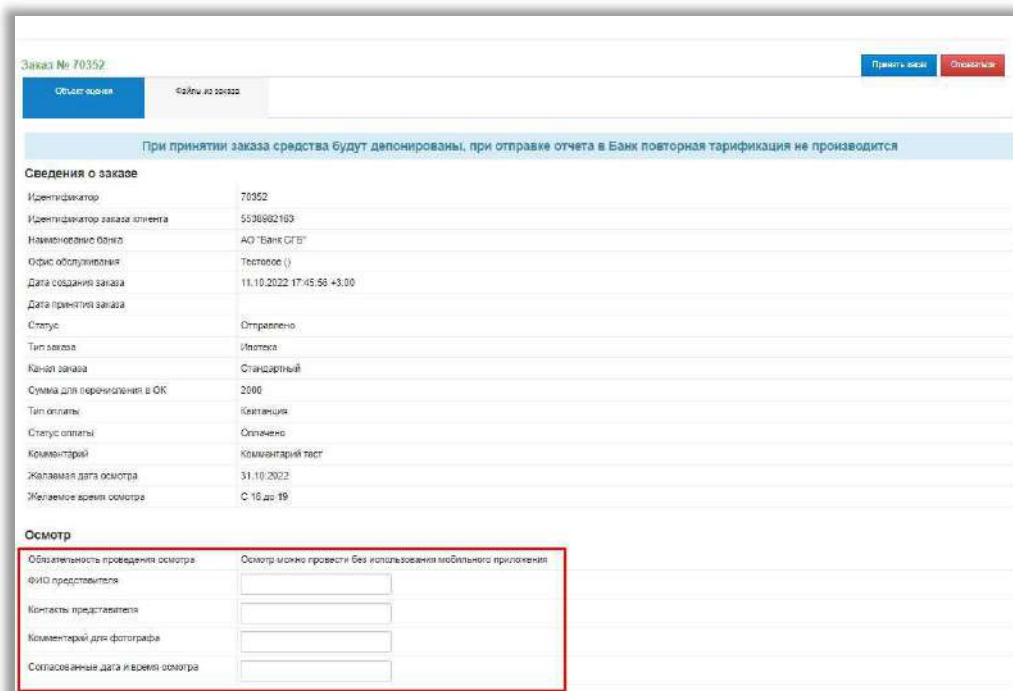 Заказ № 70352
Принять заказ Отказаться
Объект оценки Файлы из заказа
При принятии заказа средства будут депонированы, при отправке отчета в Банк повторная тарификация не производится
Сведения о заказе
Идентификатор 70352
Идентификатор заказа клиента 5538982163
Наименование банка АО "Банк СГБ"
Офис обслуживания Тестовое ()
Дата создания заказа 11.10.2022 17:45:56 +3:00
Дата принятия заказа
Статус Отправлено
Тип заказа Ипотека
Канал заказа Стандартный
Сумма для перечисления в ОК 2000
Тип оплаты Квитанция
Статус оплаты Оплачено
Комментарий Комментарий тест
Желаемая дата осмотра 31.10.2022
Желаемое время осмотра С 16 до 19
Осмотр
Обязательность проведения осмотра Осмотр можно провести без использования мобильного приложения
ФИО представителя
Контакты представителя
Комментарий для фотографа
Согласованные дата и время осмотра